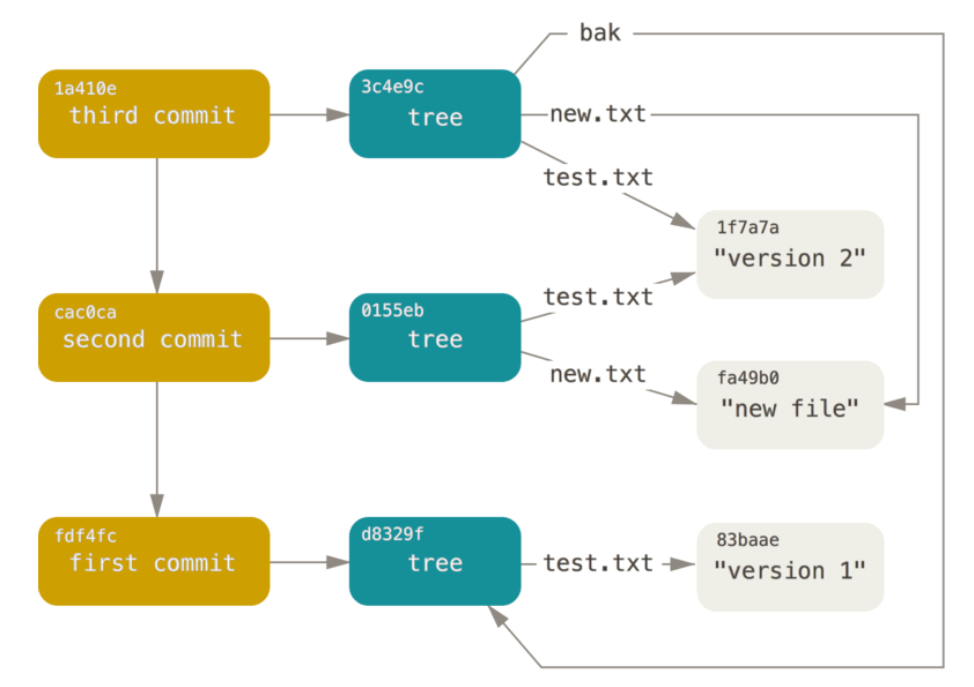 bak
1a410e
third commit
3c4e9c
tree
new.txt
test.txt
1f7a7a
"version 2"
cac0ca
second commit
0155eb
tree
test.txt
new.txt
fa49b0
"new file"
fdf4fc
first commit
d8329f
tree
test.txt
83baae
"version 1"